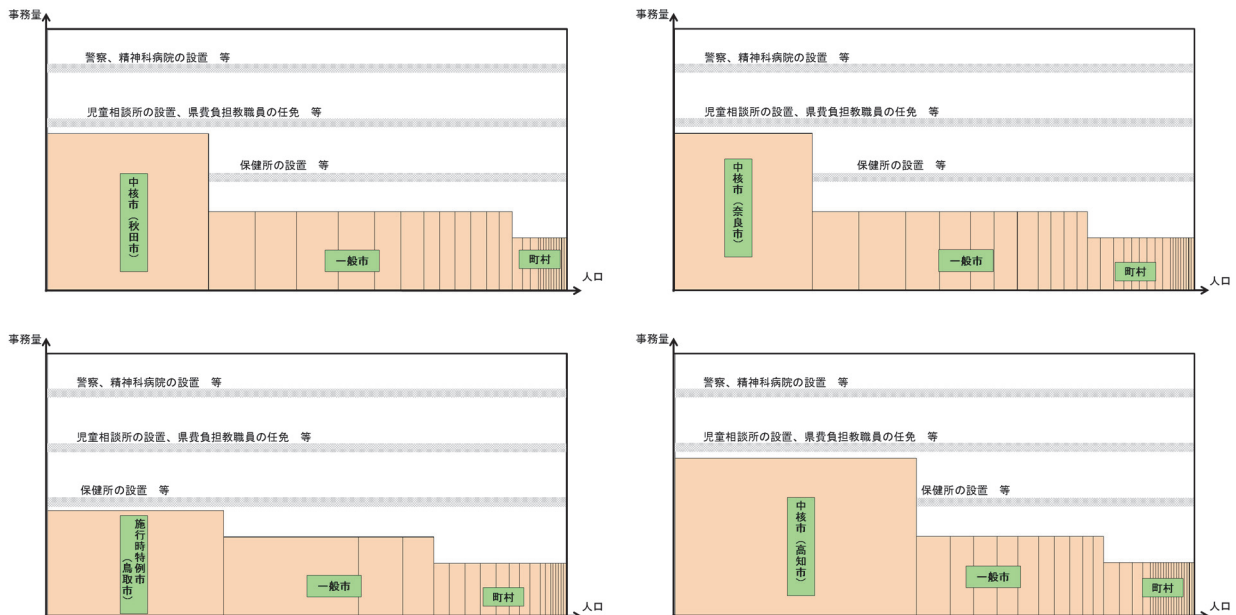 事務量
警察、精神科病院の設置　等
児童相談所の設置、県費負担教職員の任免　等
保健所の設置　等
中核市（秋田市）
一般市
町村
人口
事務量
警察、精神科病院の設置　等
児童相談所の設置、県費負担教職員の任免　等
保健所の設置　等
中核市（奈良市）
一般市
町村
人口
事務量
警察、精神科病院の設置　等
児童相談所の設置、県費負担教職員の任免　等
保健所の設置　等
施行時特例市
（鳥取市）
一般市
町村
人口
事務量
警察、精神科病院の設置　等
児童相談所の設置、県費負担教職員の任免　等
保健所の設置　等
中核市（高知市）
一般市
町村
人口